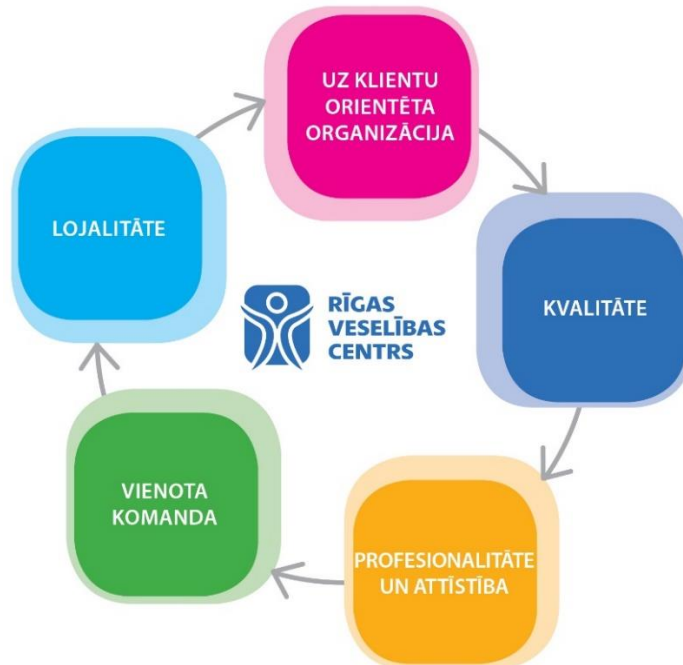 UZ KLIENTU
ORIENTĒTA
ORGANIZĀCIJA
KVALITĀTE
PROFESIONALITĀTE
UN ATTĪSTĪBA
VIENOTA
KOMANDA
LOJALITĀTE
RĪGAS
VESELĪBAS
CENTRS